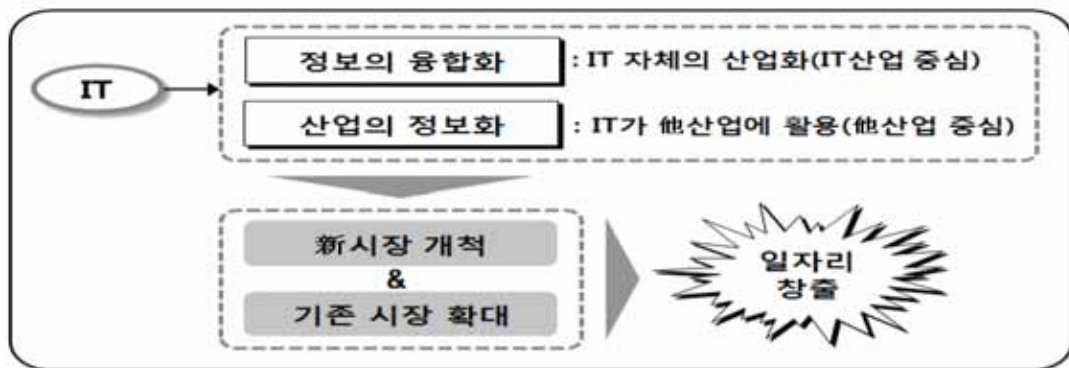 IT
정보의 융합화 : IT 자체의 산업화(IT산업 중심)
산업의 정보화 : IT가 他산업에 활용(他산업 중심)
新시장 개척
&
기존 시장 확대
일자리
창출